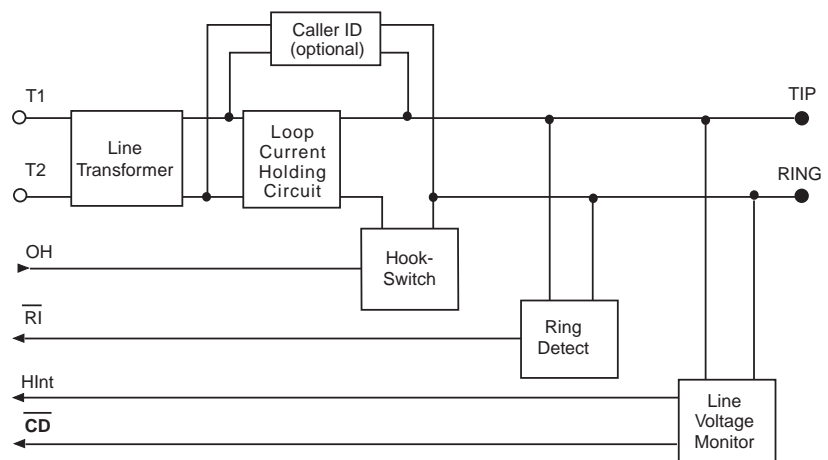 Caller ID
(optional)
T1
TIP
Line
Transformer
Loop
Current
Holding
Circuit
T2
RING
OH
Hook-
Switch
RI
Ring
Detect
HInt
CD
Line
Voltage
Monitor